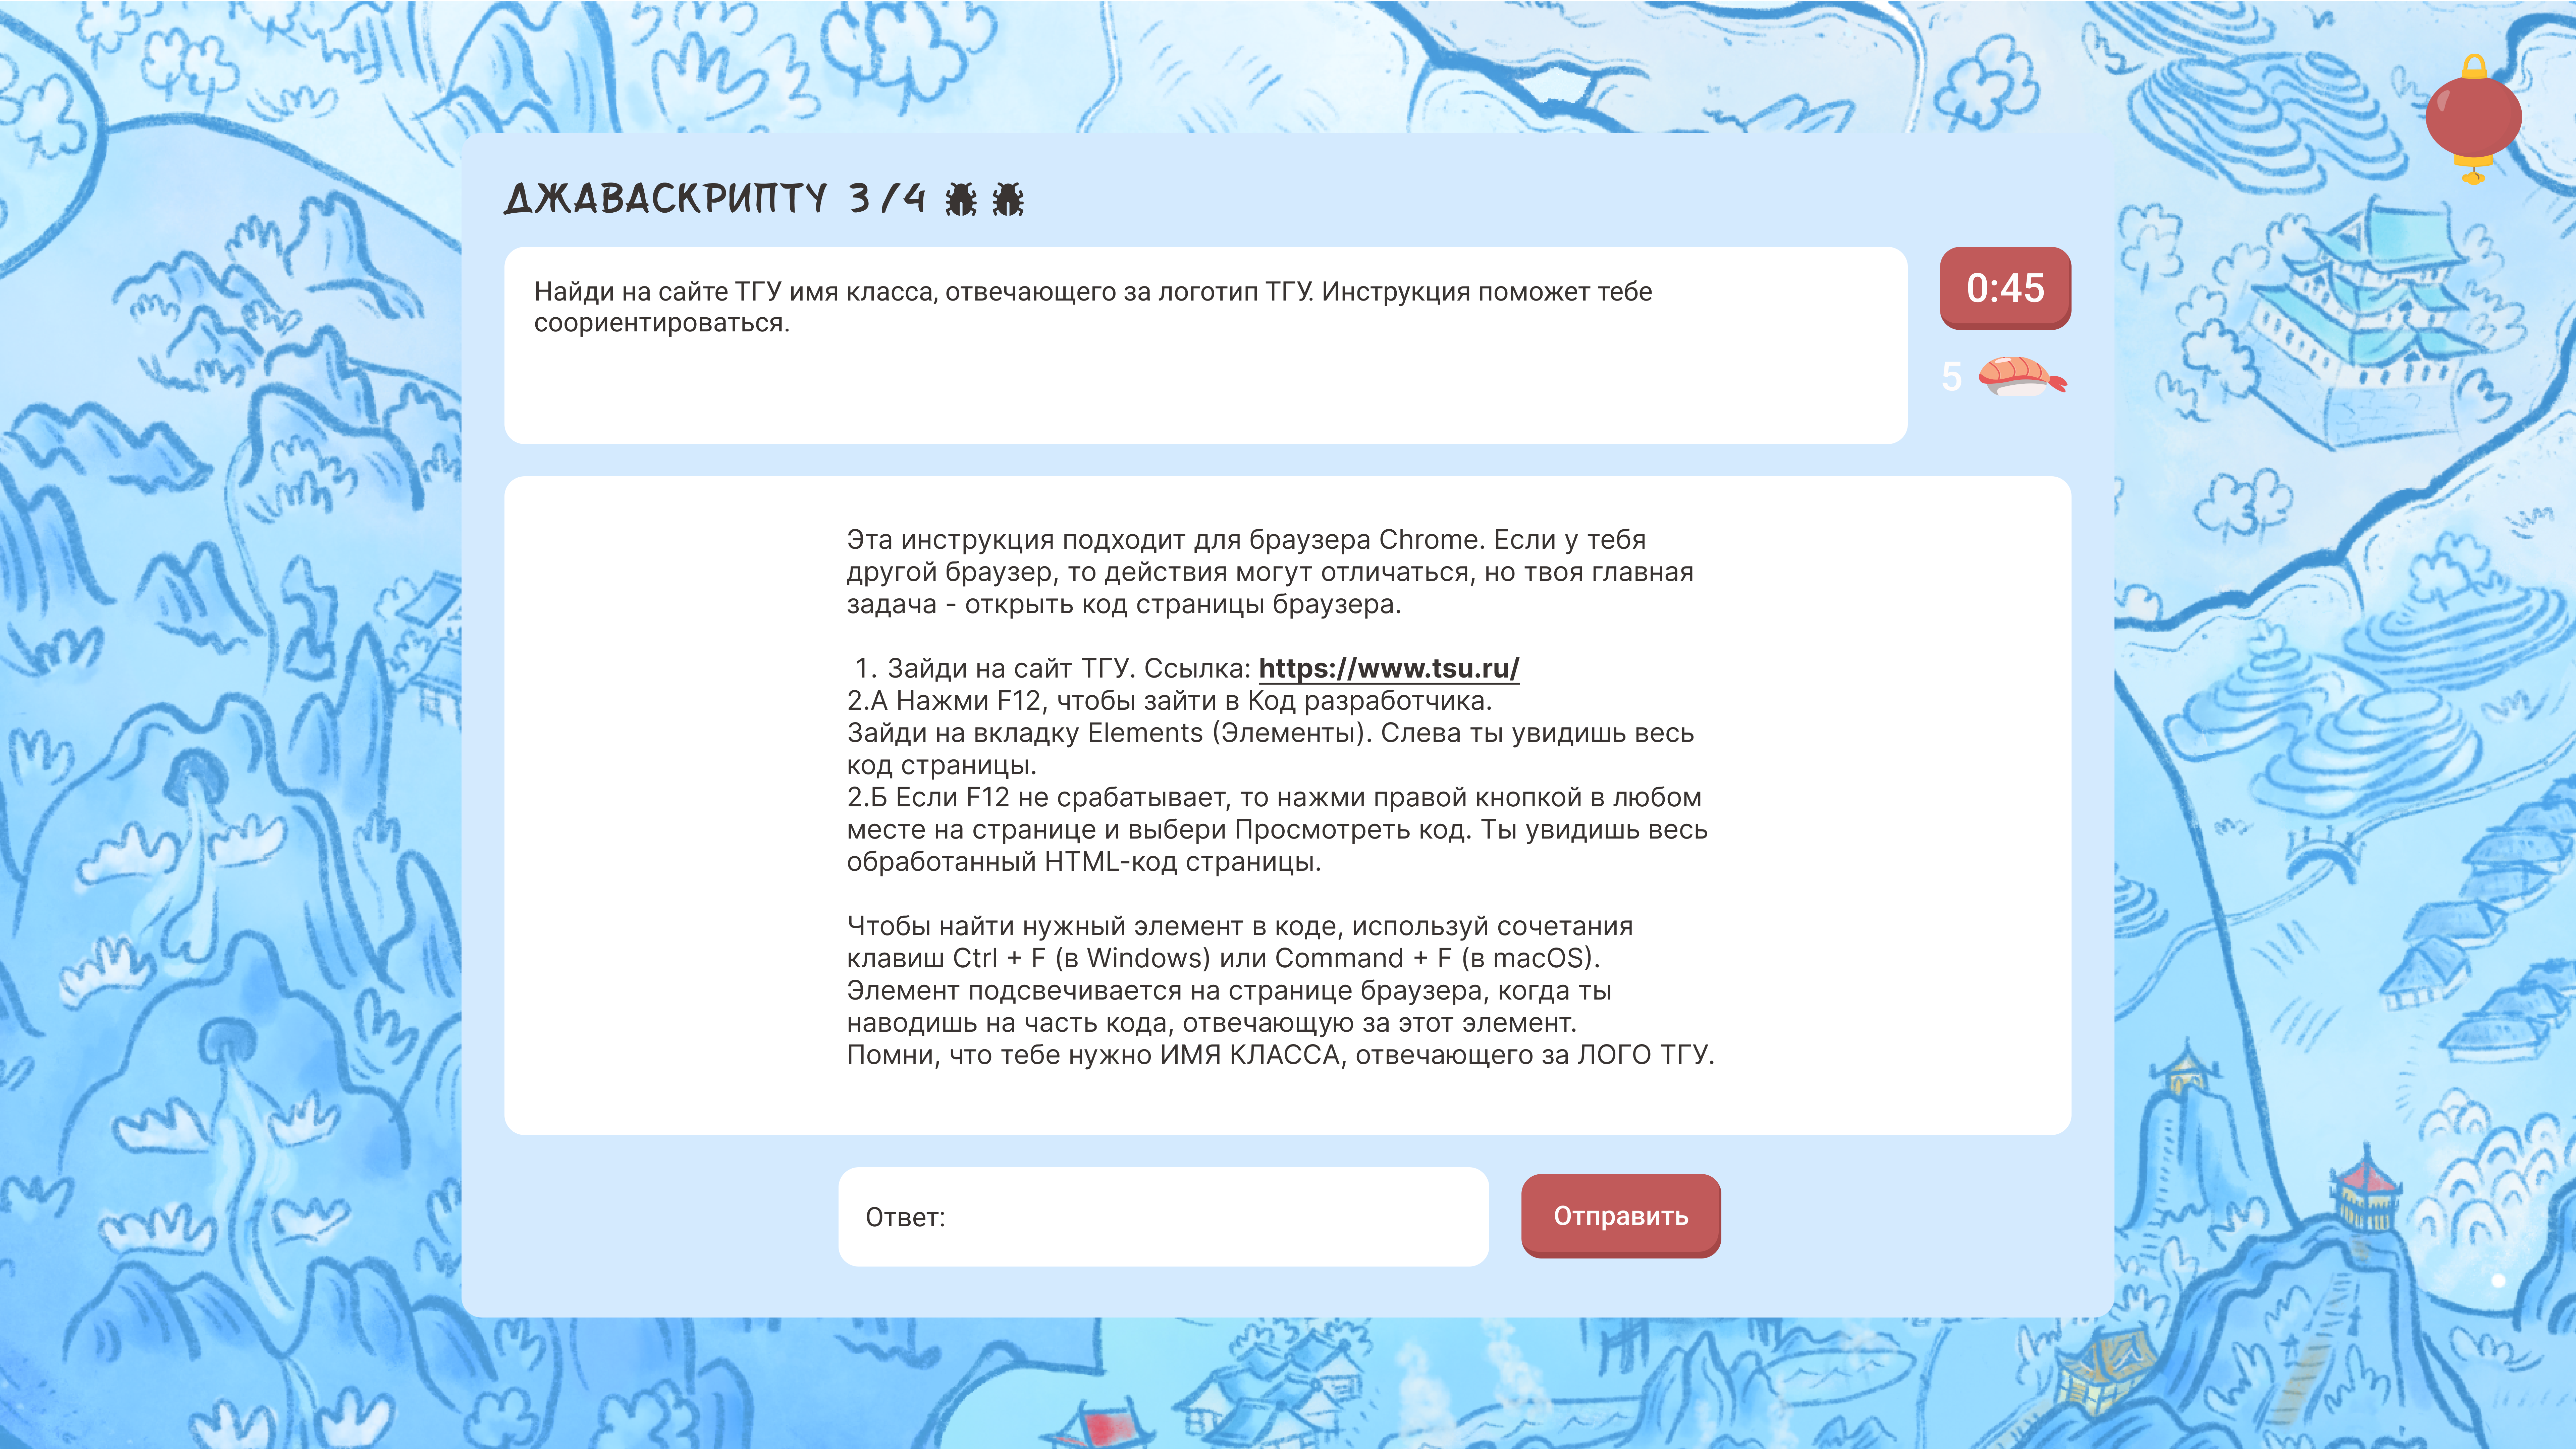 ДЖАВАСКРИПТУ 3/4
Найди на сайте ТГУ имя класса, отвечающего за логотип ТГУ. Инструкция поможет тебе
соориентироваться.
0:45
5
Эта инструкция подходит для браузера Chrome. Если у тебя
другой браузер, то действия могут отличаться, но твоя главная
задача - открыть код страницы браузера.
1. Зайди на сайт ТГУ. Ссылка: https://www.tsu.ru/
2.А Нажми F12, чтобы зайти в Код разработчика.
Зайди на вкладку Elements (Элементы). Слева ты увидишь весь
код страницы.
2.Б Если F12 не срабатывает, то нажми правой кнопкой в любом
месте на странице и выбери Просмотреть код. Ты увидишь весь
обработанный HTML-код страницы.
Чтобы найти нужный элемент в коде, используй сочетания
клавиш Ctrl + F (в Windows) или Command + F (в macOS).
Элемент подсвечивается на странице браузера, когда ты
наводишь на часть кода, отвечающую за этот элемент.
Помни, что тебе нужно ИМЯ КЛАССА, отвечающего за ЛОГО ТГУ.
Ответ:
Отправить